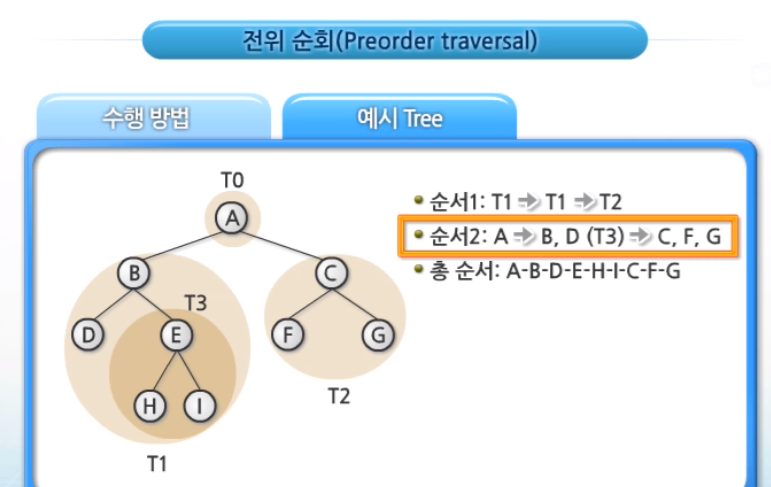 전위 순회(Preorder traversal)
수행 방법
예시 Tree
T0
A
B
C
T3
D
E
F
G
H
I
T2
T1
순서1: T1 ➔ T1 ➔ T2
순서2: A ➔ B, D (T3) ➔ C, F, G
총 순서: A-B-D-E-H-I-C-F-G